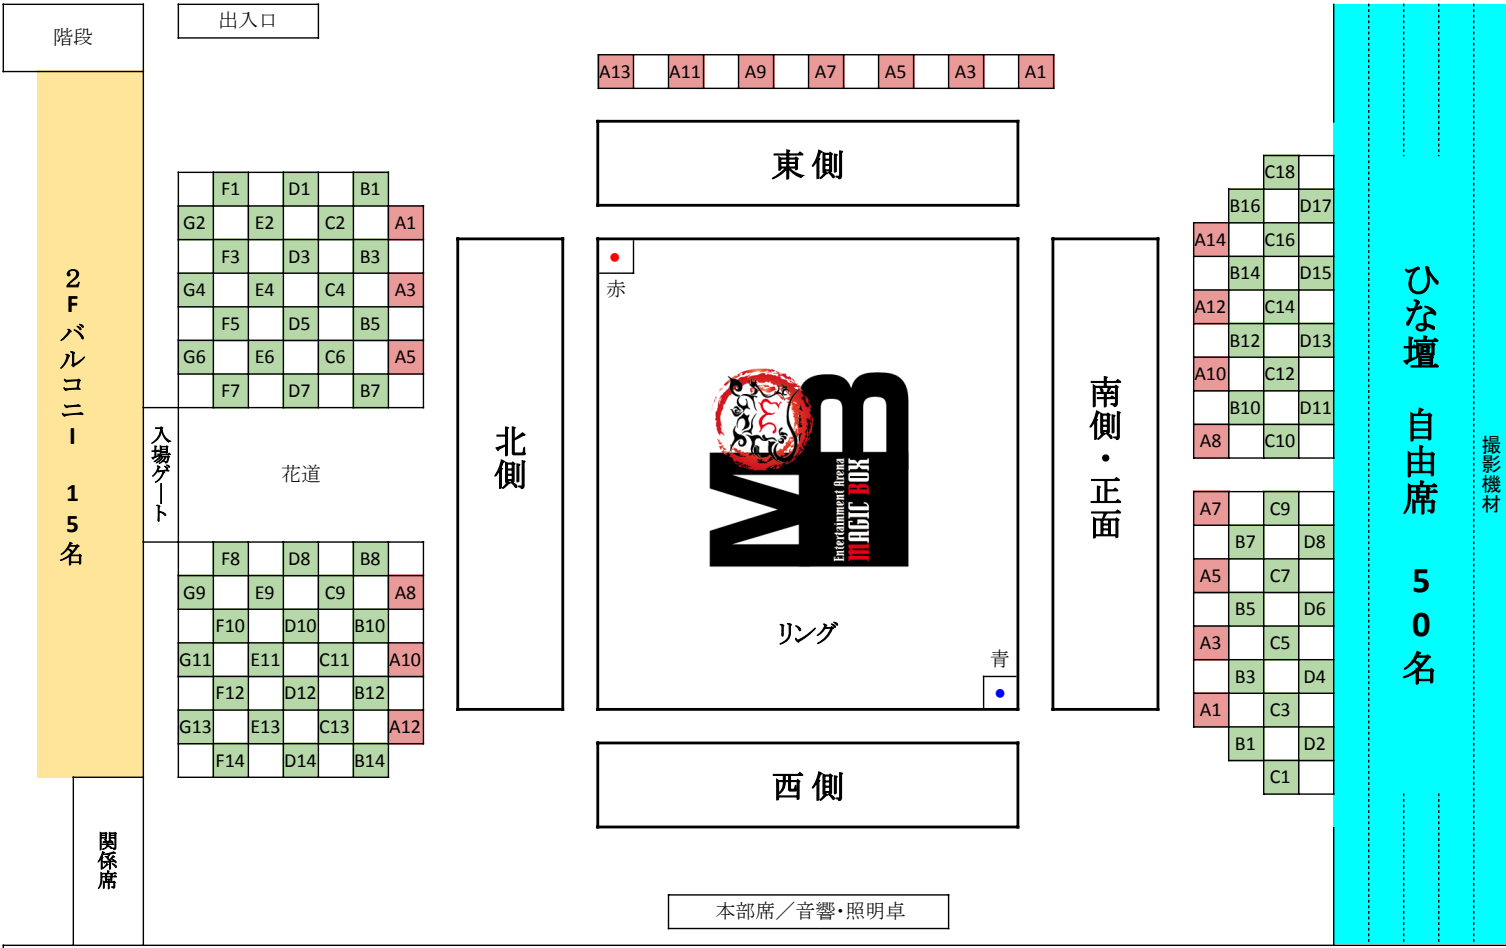 階段
出入口
A13 A11 A9 A7 A5 A3 A1
東側
F1 D1 B1
G2 E2 C2 A1
F3 D3 B3
G4 E4 C4 A3
F5 D5 B5
G6 E6 C6 A5
F7 D7 B7
2Fバルコニー 15名
入場ゲート
花道
F8 D8 B8
G9 E9 C9 A8
F10 D10 B10
G11 E11 C11 A10
F12 D12 B12
G13 E13 C13 A12
F14 D14 B14
関係席
北側
赤
MB
Entertainment Arena
MAGIC BOX
リング
青
南側・正面
C18
B16 D17
A14 C16
B14 D15
A12 C14
B12 D13
A10 C12
B10 D11
A8 C10
A7 C9
B7 D8
A5 C7
B5 D6
A3 C5
B3 D4
A1 C3
B1 D2
C1
ひな壇 自由席 50名
撮影機材
西側
本部席／音響・照明卓